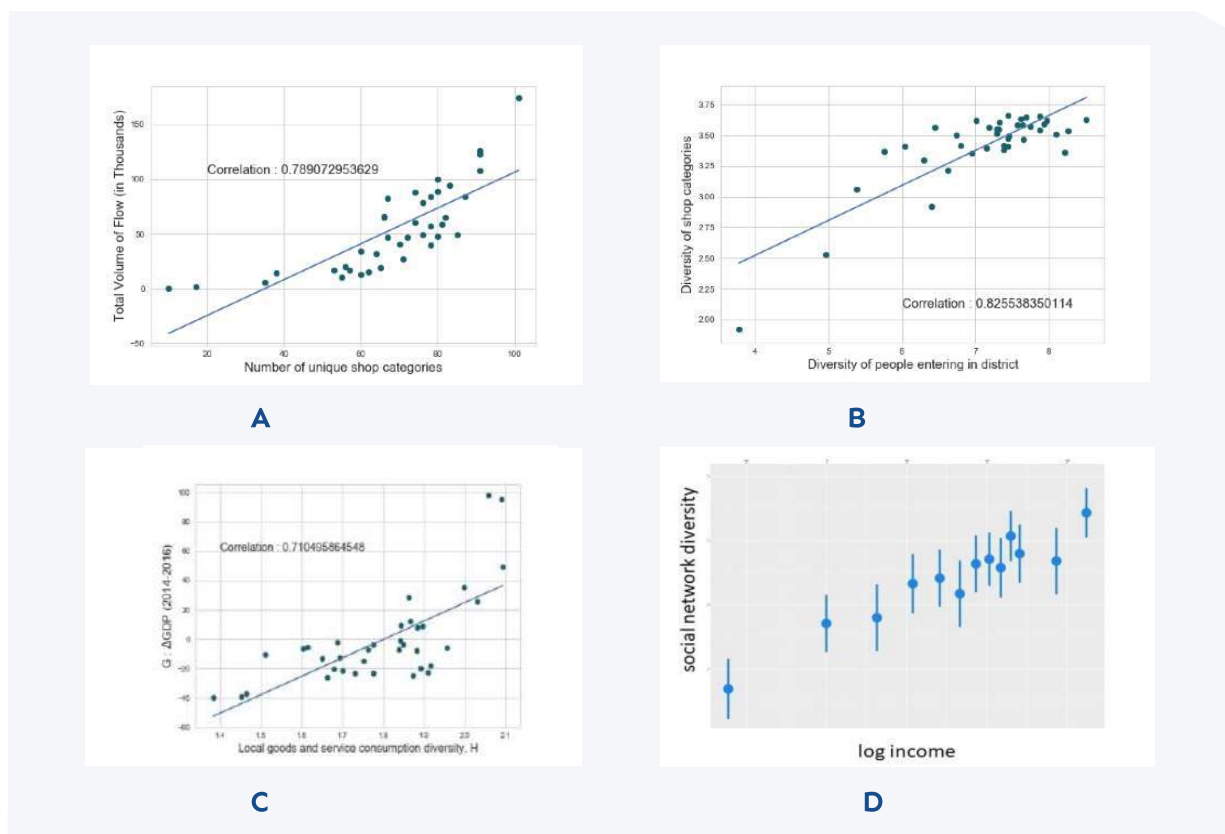 Total Volume of Flow (in Thousands)
150
100
50
0
−50
Correlation : 0.789072953629
20
40
60
80
100
Number of unique shop categories
A
Diversity of shop categories
3.75
3.50
3.25
3.00
2.75
2.50
2.25
2.00
Correlation : 0.825538350114
4
5
6
7
8
Diversity of people entering in district
B
G : ΔGDP (2014-2016)
100
80
60
40
20
0
−20
−40
−60
Correlation : 0.710495864548
1.4
1.5
1.6
1.7
1.8
1.9
2.0
2.1
Local goods and service consumption diversity, H
C
social network diversity
log income
D